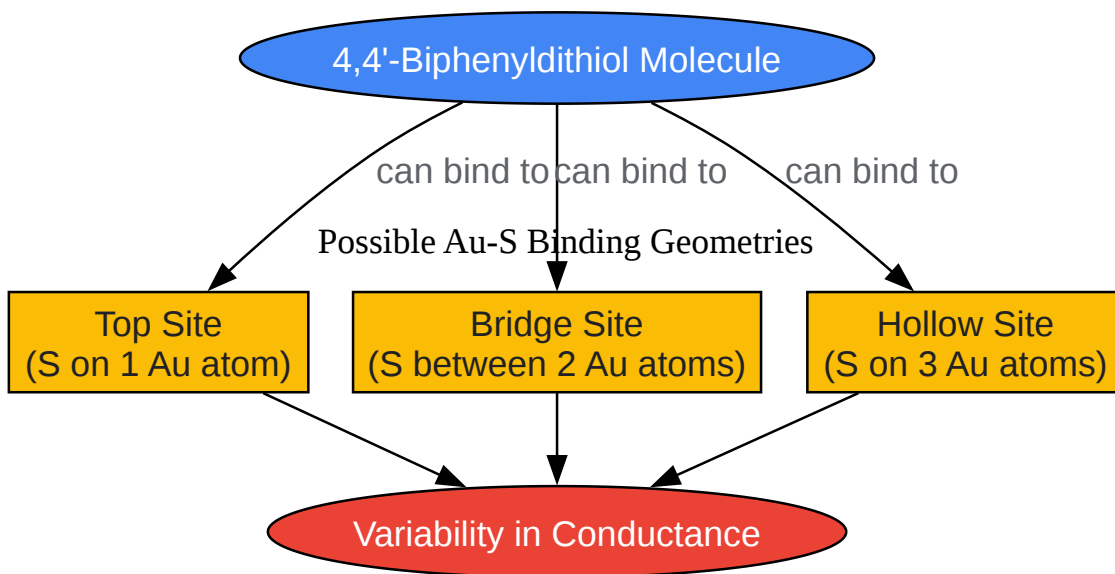 4,4'-Biphenyldithiol Molecule
can bind to
can bind to
can bind to
Possible Au-S Binding Geometries
Top Site
(S on 1 Au atom)
Bridge Site
(S between 2 Au atoms)
Hollow Site
(S on 3 Au atoms)
Variability in Conductance